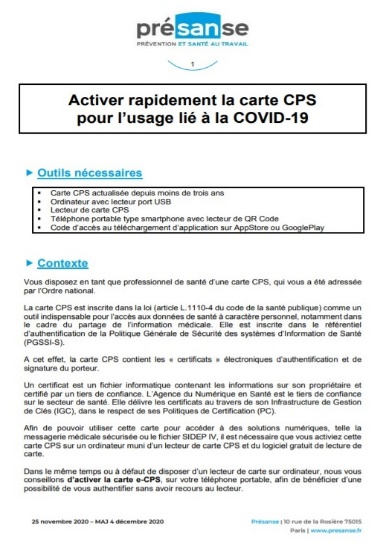 présanse
PRÉVENTION ET SANTÉ AU TRAVAIL
1
Activer rapidement la carte CPS
pour l’usage lié à la COVID-19
Outils nécessaires
▪ Carte CPS actualisée depuis moins de trois ans
▪ Ordinateur avec lecteur port USB
▪ Lecteur de carte CPS
▪ Téléphone portable type smartphone avec lecteur de QR Code
▪ Code d’accès au téléchargement d’application sur AppStore ou GooglePlay
Contexte
Vous disposez en tant que professionnel de santé d’une carte CPS, qui vous a été adressée
par l’Ordre national.
La carte CPS est inscrite dans la loi (article L.1110-4 du code de la santé publique) comme un
outil indispensable pour l’accès aux données de santé à caractère personnel, notamment dans
le cadre du partage de l’information médicale. Elle est inscrite dans le référentiel
d’authentification de la Politique Générale de Sécurité des systèmes d’Information de Santé
(PGSSI-S).
A cet effet, la carte CPS contient les « certificats » électroniques d’authentification et de
signature du porteur.
Un certificat est un fichier informatique contenant les informations sur son propriétaire et
certifié par un tiers de confiance. L’Agence du Numérique en Santé est le tiers de confiance
sur le secteur de santé. Elle délivre les certificats au travers de son Infrastructure de Gestion
de Clés (IGC), dans le respect de ses Politiques de Certification (PC).
Afin de pouvoir utiliser cette carte pour accéder à des solutions numériques, telle la
messagerie médicale sécurisée ou le fichier SIDEP IV, il est nécessaire que vous activiez cette
carte CPS sur un ordinateur muni d’un lecteur de carte CPS et du logiciel gratuit de lecture de
carte.
Dans le même temps ou à défaut de disposer d’un lecteur de carte sur ordinateur, nous vous
conseillons d’activer la carte e-CPS, sur votre téléphone portable, afin de bénéficier d’une
possibilité de vous authentifier sans avoir recours au lecteur.
25 novembre 2020 – MAJ 4 décembre 2020
Présanse | 10 rue de la Rosière 75015
Paris | www.presanse.fr